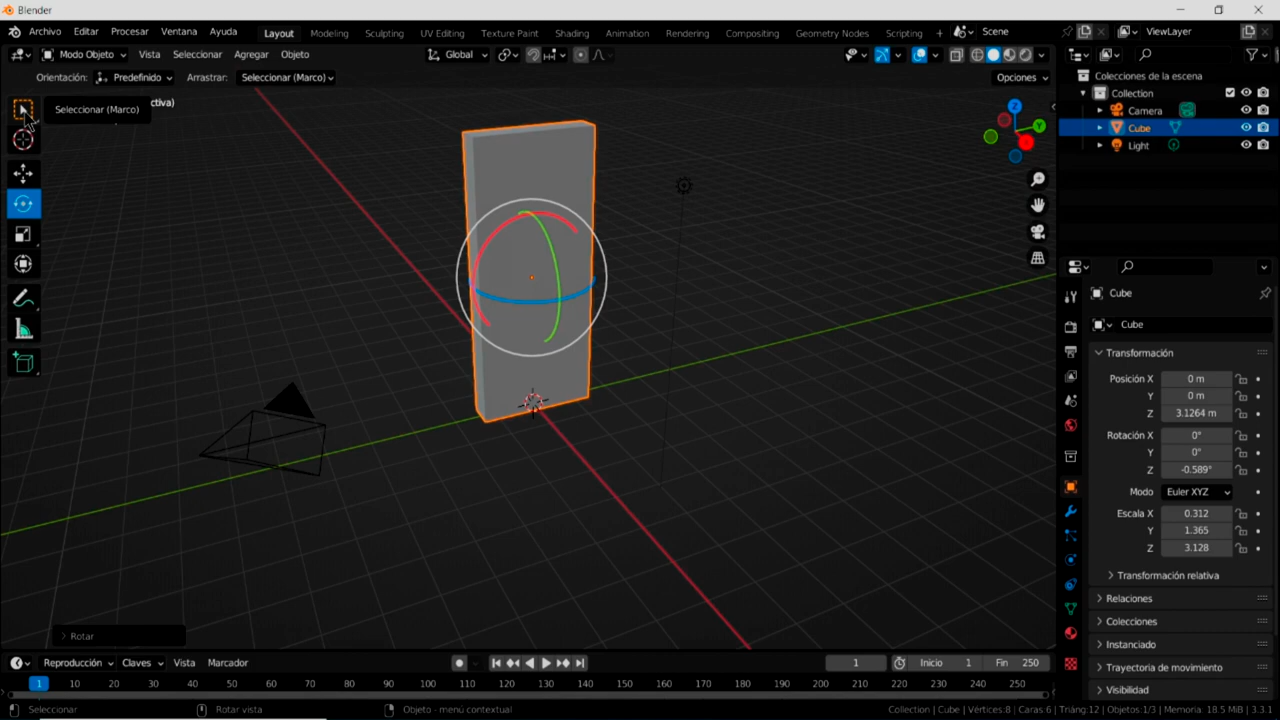 Blender
Archivo Editar Procesar Ventana Ayuda Layout Modeling Sculpting UV Editing Texture Paint Shading Animation Rendering Compositing Geometry Nodes Scripting + Scene ViewLayer
Modo Objeto Vista Seleccionar Agregar Objeto Global
Orientación: Predefinido Arrastrar: Seleccionar (Marco) Opciones
Colecciones de la escena
Collection
Camera
Cube
Light
ctiva)
Seleccionar (Marco)
Z
Y
Cube
Cube
Transformación
Posición X 0 m
Y 0 m
Z 3.1264 m
Rotación X 0°
Y 0°
Z -0.589°
Modo Euler XYZ
Escala X 0.312
Y 1.365
Z 3.128
Transformación relativa
Relaciones
Colecciones
Instanciado
Trayectoria de movimiento
Visibilidad
Rotar
Reproducción Claves Vista Marcador 1 Inicio 1 Fin 250
1 10 20 30 40 50 60 70 80 90 100 110 120 130 140 150 160 170 180 190 200 210 220 230 240 250
Seleccionar Rotar vista Objeto - menú contextual Collection | Cube | Vértices:8 | Caras 6 | Triáng:12 | Objetos:1/3 | Memoria: 18.5 MiB | 3.3.1